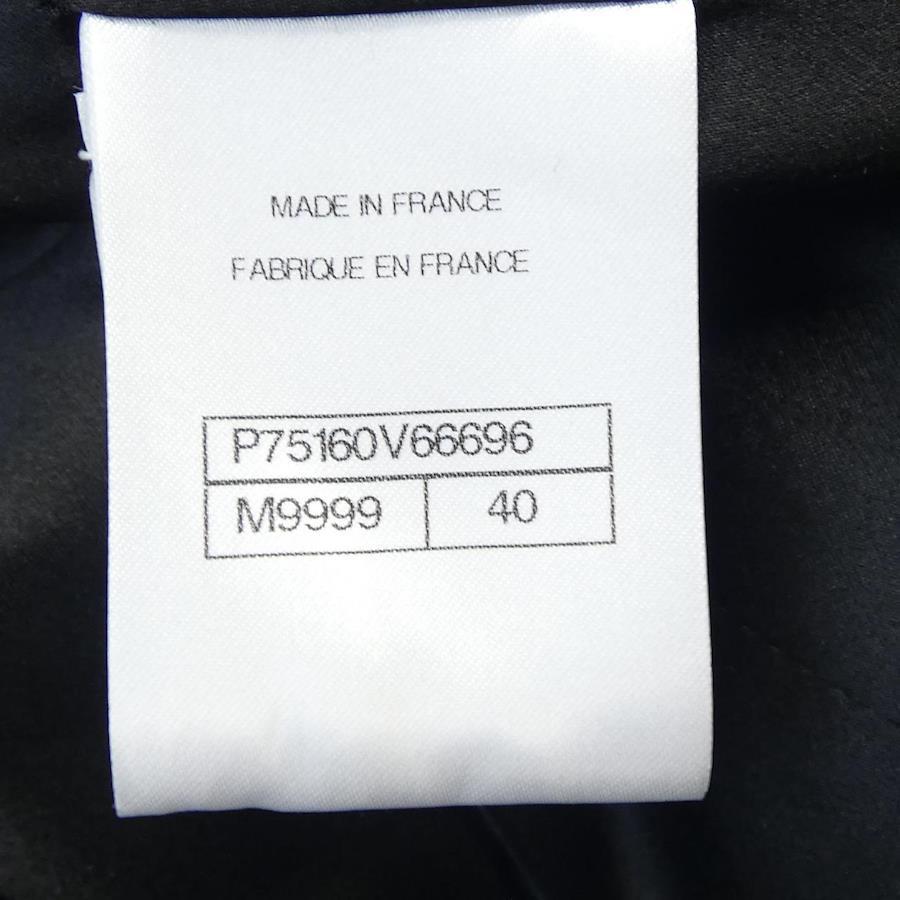 MADE IN FRANCE
FABRIQUE EN FRANCE
P75160V66696
M9999 40